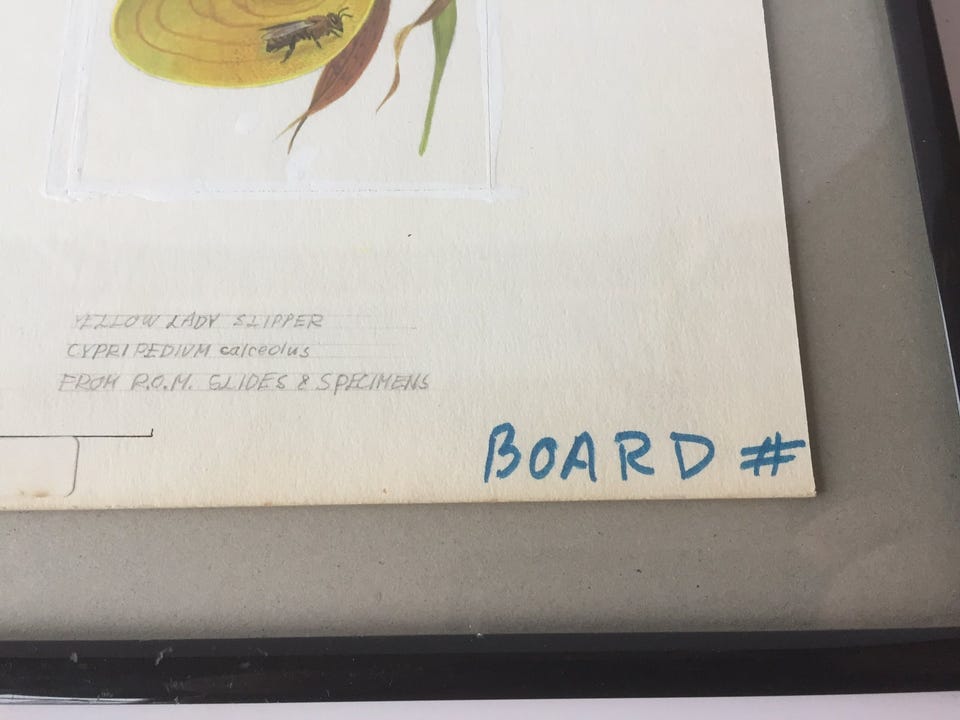 YELLOW LADY SLIPPER
CYPRIPEDIUM calceolus
FROM R.O.M. SLIDES & SPECIMENS
BOARD #